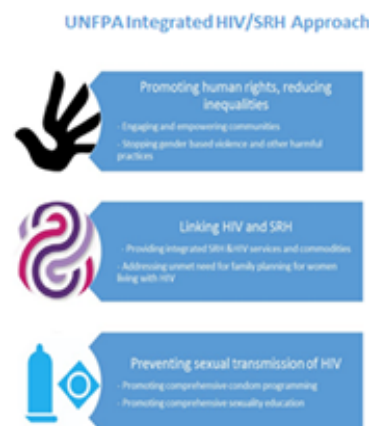 UNFPA Integrated HIV/SRH Approach
Promoting human rights, reducing
inequalities
- Engaging and empowering communities
- Stopping gender based violence and other harmful
practices
Linking HIV and SRH
- Providing integrated SRH &HIV services and commodities
- Addressing unmet need for family planning for women
living with HIV
Preventing sexual transmission of HIV
- Promoting comprehensive condom programming
- Promoting comprehensive sexuality education